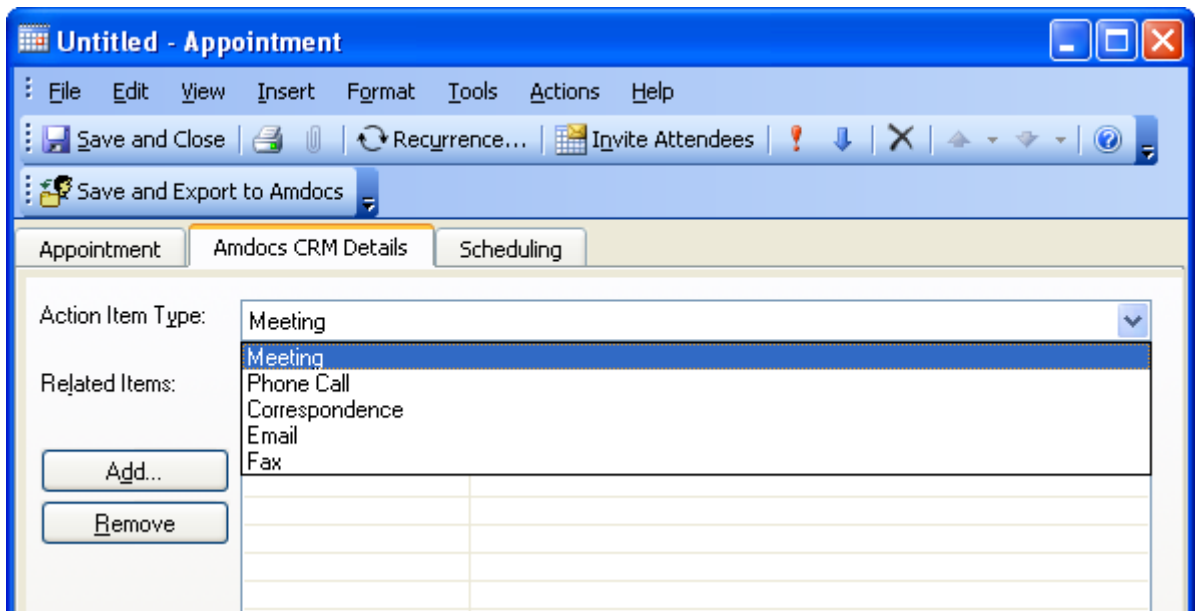 Untitled - Appointment
File Edit View Insert Format Tools Actions Help
Save and Close Recurrence... Invite Attendees
Save and Export to Amdocs
Appointment Amdocs CRM Details Scheduling
Action Item Type: Meeting
Meeting
Related Items: Phone Call
Correspondence
Email
Add... Fax
Remove